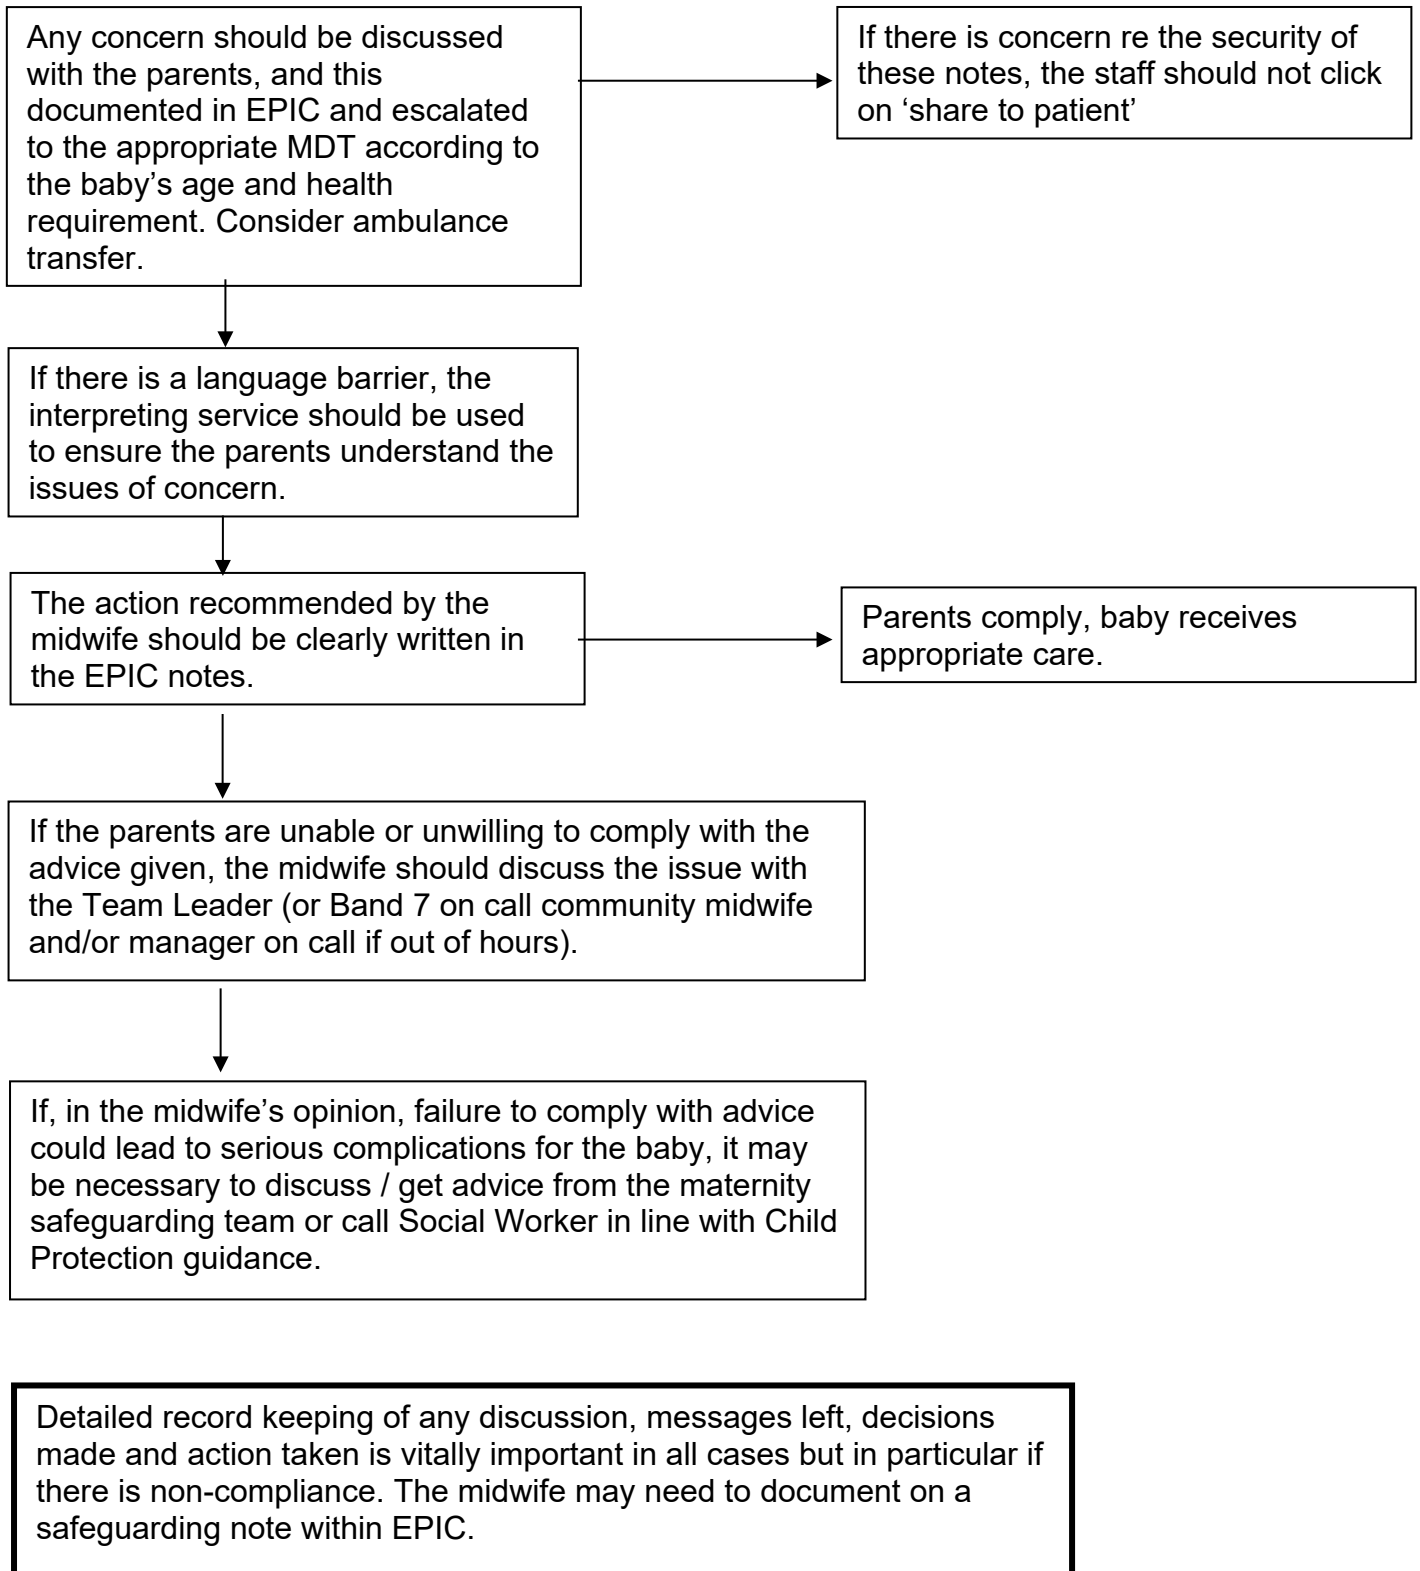 Any concern should be discussed
with the parents, and this
documented in EPIC and escalated
to the appropriate MDT according to
the baby’s age and health
requirement. Consider ambulance
transfer.
If there is concern re the security of
these notes, the staff should not click
on ‘share to patient’
If there is a language barrier, the
interpreting service should be used
to ensure the parents understand the
issues of concern.
The action recommended by the
midwife should be clearly written in
the EPIC notes.
Parents comply, baby receives
appropriate care.
If the parents are unable or unwilling to comply with the
advice given, the midwife should discuss the issue with
the Team Leader (or Band 7 on call community midwife
and/or manager on call if out of hours).
If, in the midwife’s opinion, failure to comply with advice
could lead to serious complications for the baby, it may
be necessary to discuss / get advice from the maternity
safeguarding team or call Social Worker in line with Child
Protection guidance.
Detailed record keeping of any discussion, messages left, decisions
made and action taken is vitally important in all cases but in particular if
there is non-compliance. The midwife may need to document on a
safeguarding note within EPIC.